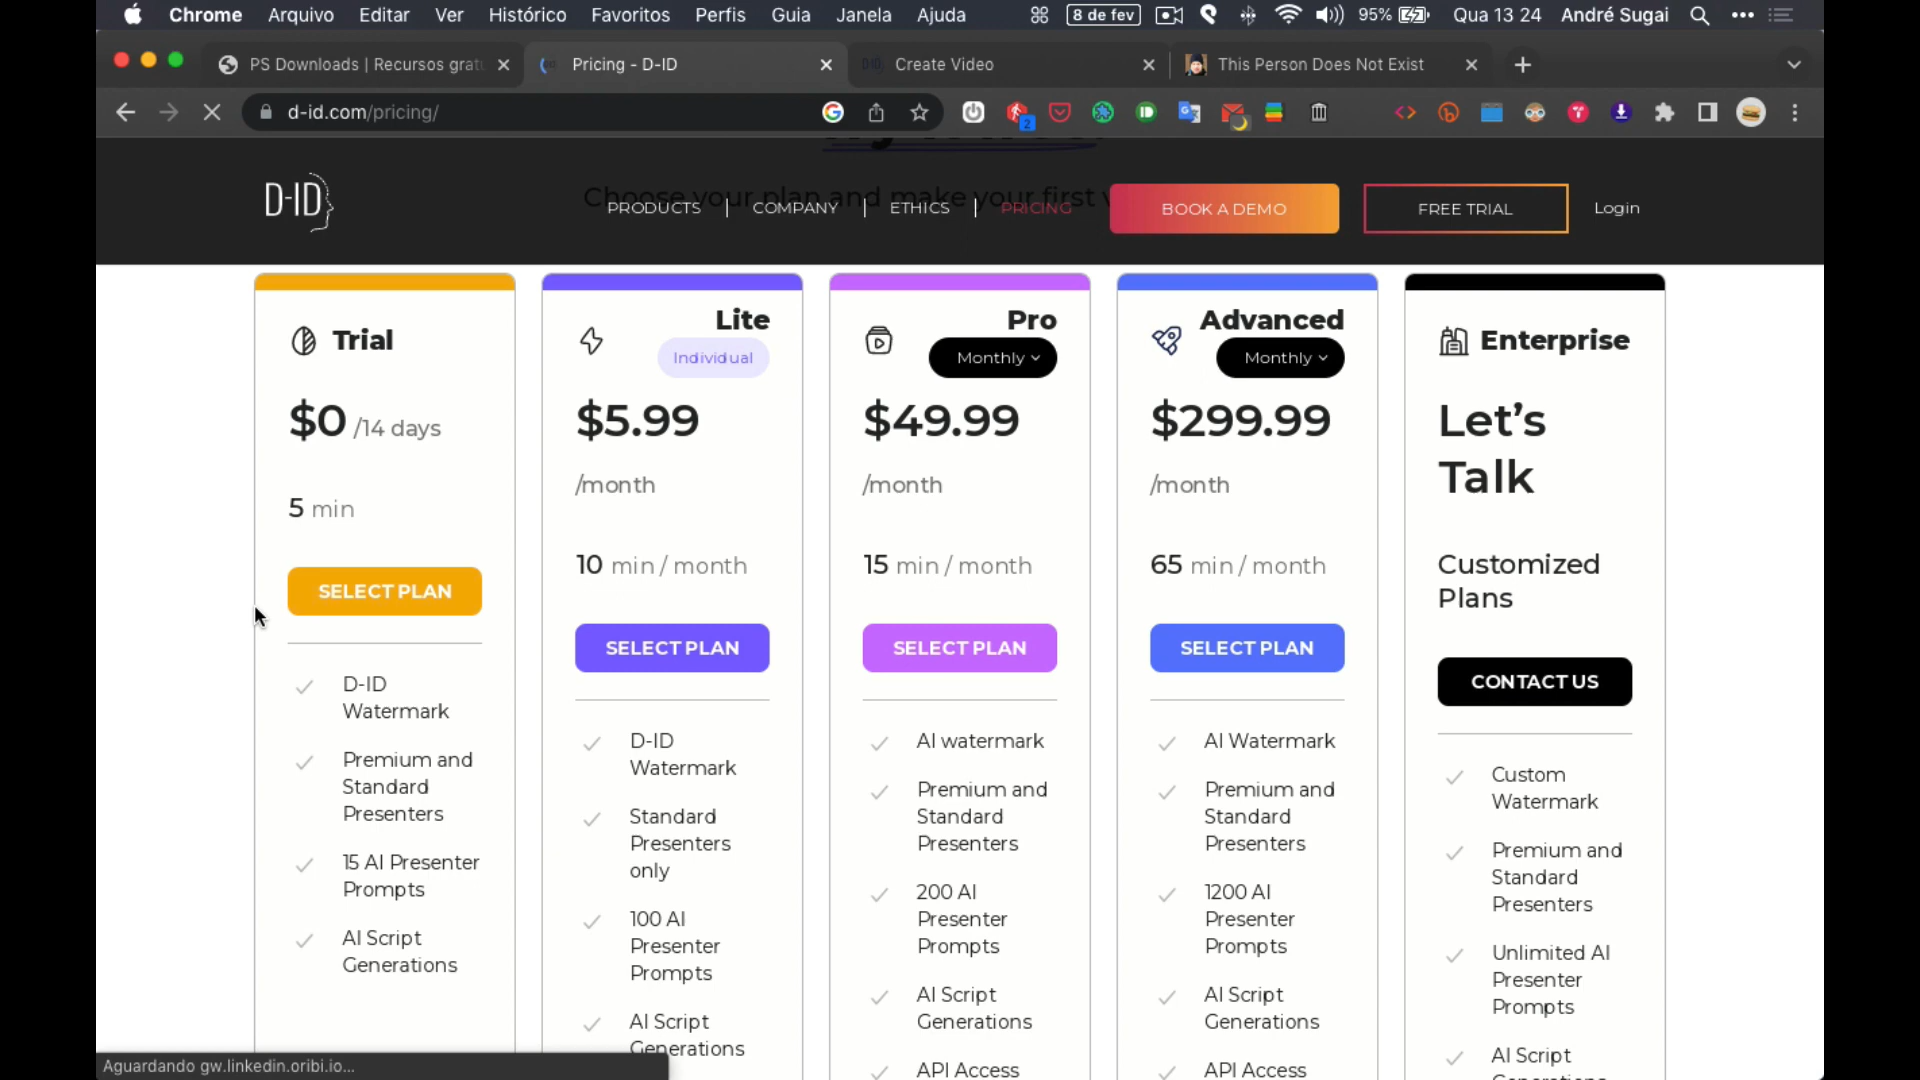 Chrome Arquivo Editar Ver Histórico Favoritos Perfis Guia Janela Ajuda 8 de fev 95% Qua 13 24 André Sugai
PS Downloads | Recursos grat Pricing - D-ID Create Video This Person Does Not Exist
d-id.com/pricing/ 2
Choose your plan and make your first
D-ID PRODUCTS | COMPANY | ETHICS | PRICING BOOK A DEMO FREE TRIAL Login
Trial
$0 /14 days
5 min
SELECT PLAN
D-ID
Watermark
Premium and
Standard
Presenters
15 AI Presenter
Prompts
AI Script
Generations
Lite
Individual
$5.99
/month
10 min / month
SELECT PLAN
D-ID
Watermark
Standard
Presenters
only
100 AI
Presenter
Prompts
AI Script
Generations
Pro
Monthly
$49.99
/month
15 min / month
SELECT PLAN
AI watermark
Premium and
Standard
Presenters
200 AI
Presenter
Prompts
AI Script
Generations
API Access
Advanced
Monthly
$299.99
/month
65 min / month
SELECT PLAN
AI Watermark
Premium and
Standard
Presenters
1200 AI
Presenter
Prompts
AI Script
Generations
API Access
Enterprise
Let's
Talk
Customized
Plans
CONTACT US
Custom
Watermark
Premium and
Standard
Presenters
Unlimited AI
Presenter
Prompts
AI Script
Aguardando gw.linkedin.oribi.io...